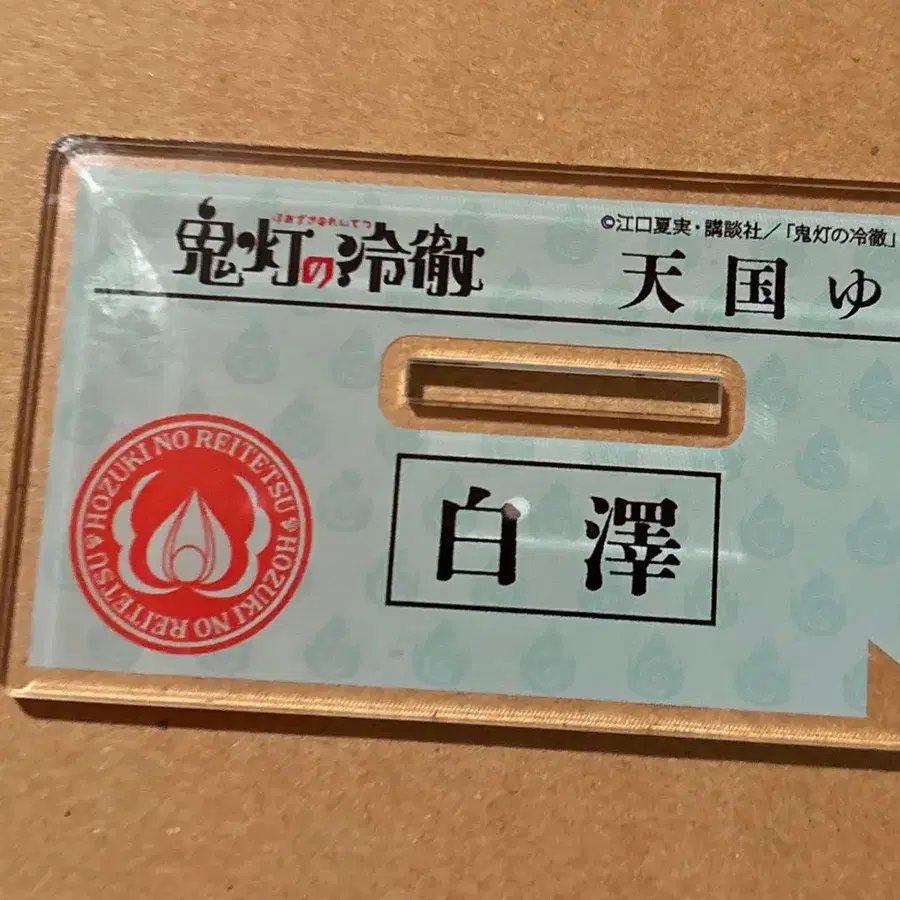 ほおずきのれいてつ
鬼灯の冷徹
©江口夏実・講談社／「鬼灯の冷徹」
天国ゆ
白澤
HOZUKI NO REITETSU HOZUKI NO REITETSU